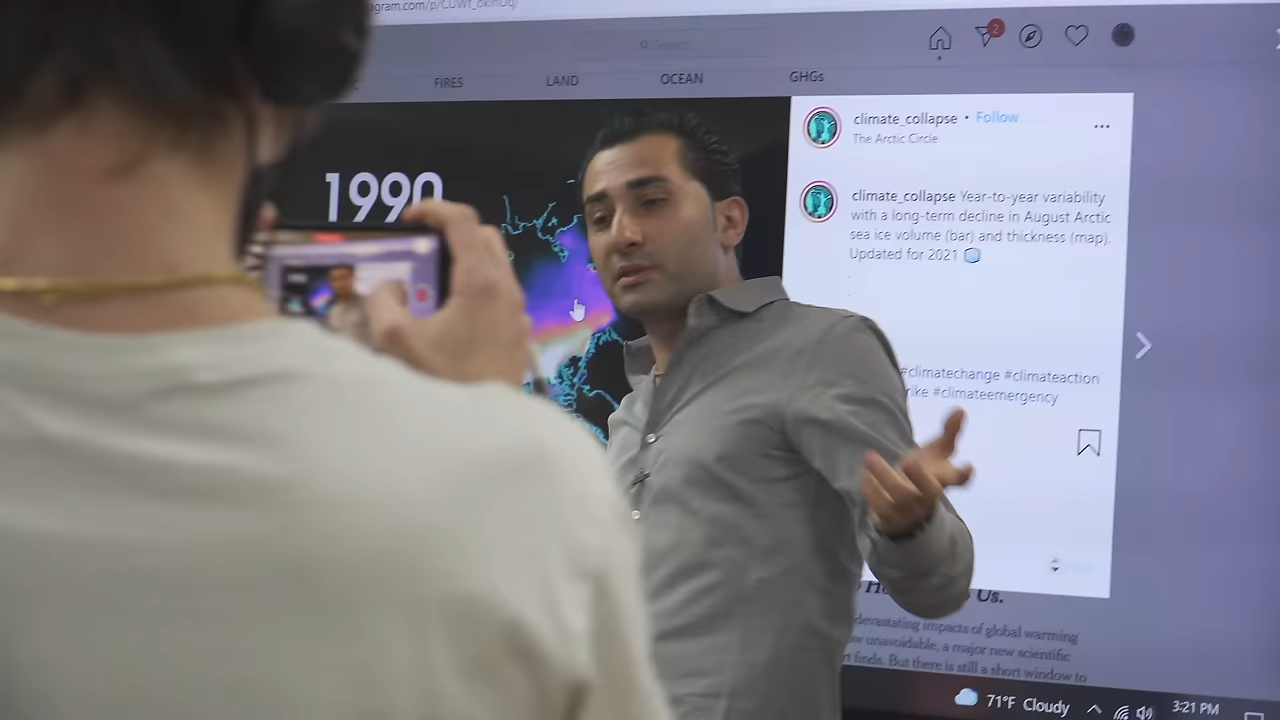 FIRES LAND OCEAN GHGs
1990
climate_collapse • Follow
The Arctic Circle
climate_collapse Year-to-year variability
with a long-term decline in August Arctic
sea ice volume (bar) and thickness (map).
Updated for 2021
#climatechange #climateaction
#climateemergency
2
Us.
devastating impacts of global warming
unavoidable, a major new scientific
finds. But there is still a short window to
71°F Cloudy
3:21 PM